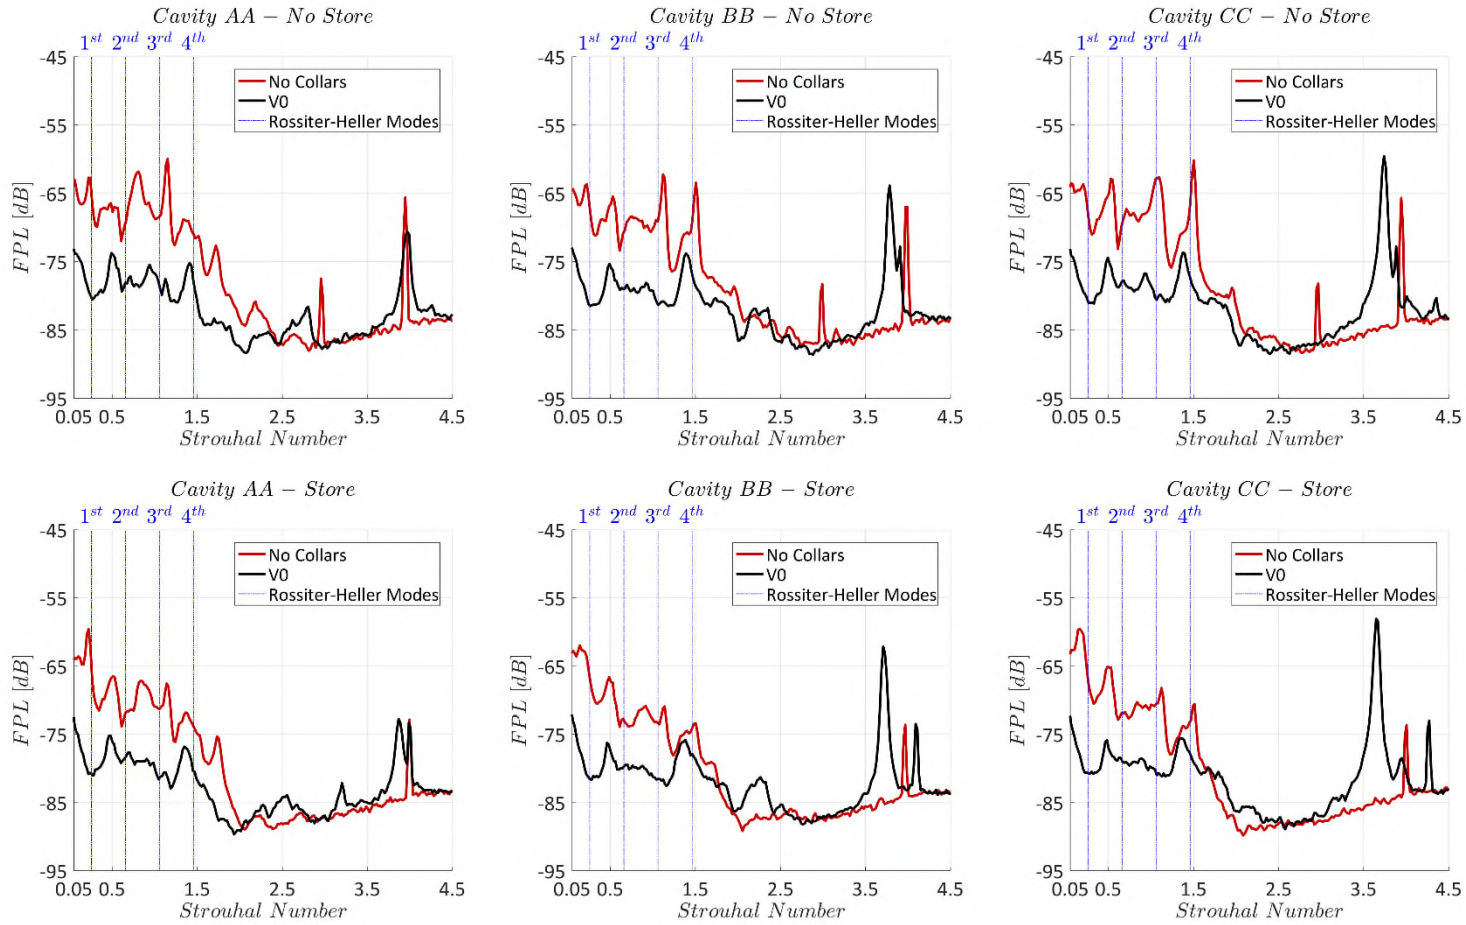 Cavity AA − No Store
1st 2nd 3rd 4th
-45
-55
-65
-75
-85
-95
FPL [dB]
No Collars
V0
Rossiter-Heller Modes
0.05 0.5 1.5 2.5 3.5 4.5
Strouhal Number
Cavity BB − No Store
1st 2nd 3rd 4th
-45
-55
-65
-75
-85
-95
FPL [dB]
No Collars
V0
Rossiter-Heller Modes
0.05 0.5 1.5 2.5 3.5 4.5
Strouhal Number
Cavity CC − No Store
1st 2nd 3rd 4th
-45
-55
-65
-75
-85
-95
FPL [dB]
No Collars
V0
Rossiter-Heller Modes
0.05 0.5 1.5 2.5 3.5 4.5
Strouhal Number
Cavity AA − Store
1st 2nd 3rd 4th
-45
-55
-65
-75
-85
-95
FPL [dB]
No Collars
V0
Rossiter-Heller Modes
0.05 0.5 1.5 2.5 3.5 4.5
Strouhal Number
Cavity BB − Store
1st 2nd 3rd 4th
-45
-55
-65
-75
-85
-95
FPL [dB]
No Collars
V0
Rossiter-Heller Modes
0.05 0.5 1.5 2.5 3.5 4.5
Strouhal Number
Cavity CC − Store
1st 2nd 3rd 4th
-45
-55
-65
-75
-85
-95
FPL [dB]
No Collars
V0
Rossiter-Heller Modes
0.05 0.5 1.5 2.5 3.5 4.5
Strouhal Number